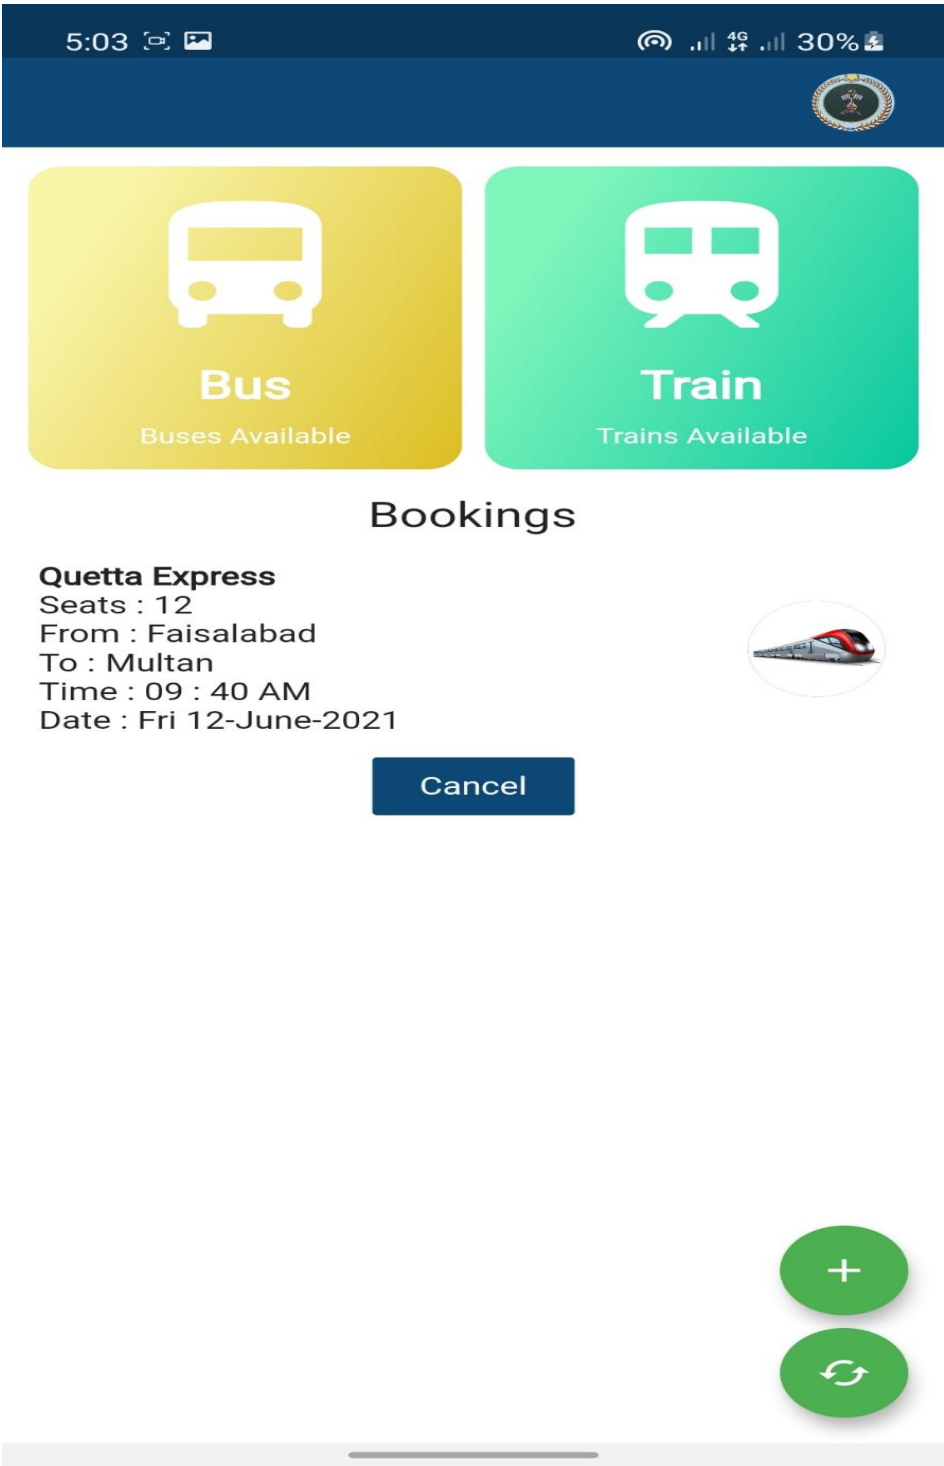 5:03
4G
30%
Bus
Buses Available
Train
Trains Available
Bookings
Quetta Express
Seats : 12
From : Faisalabad
To : Multan
Time : 09 : 40 AM
Date : Fri 12-June-2021
Cancel